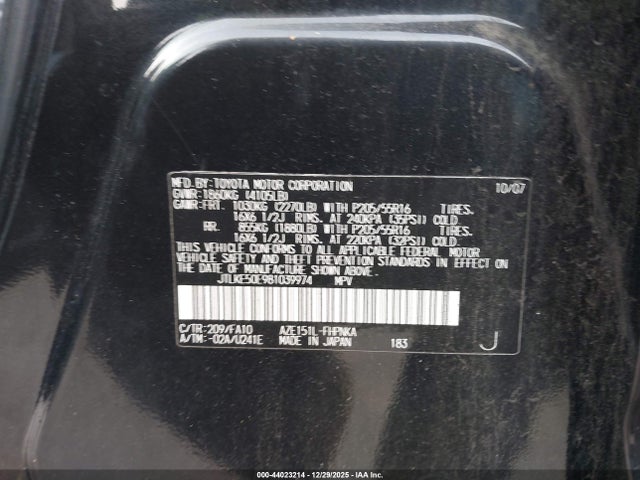 MFD. BY: TOYOTA MOTOR CORPORATION 10/07
GVWR: 1860KG (4105LB)
GAWR: FRT. 1030KG (2270LB) WITH P205/55R16 TIRES.
16X6 1/2J RIMS. AT 240KPA (35PSI) COLD.
RR. 855KG (1880LB) WITH P205/55R16 TIRES.
16X6 1/2J RIMS. AT 220KPA (32PSI) COLD.
THIS VEHICLE CONFORMS TO ALL APPLICABLE FEDERAL MOTOR
VEHICLE SAFETY, BUMPER, AND THEFT PREVENTION STANDARDS IN EFFECT
ON THE DATE OF MANUFACTURE SHOWN ABOVE.
JTLKE50E981039974 MPV
C/TR: 209/FA10 AZE151L-FHPNKA
A/TM: -02A/U241E MADE IN JAPAN 183 J
000-44023214 - 12/29/2025 - IAA Inc.